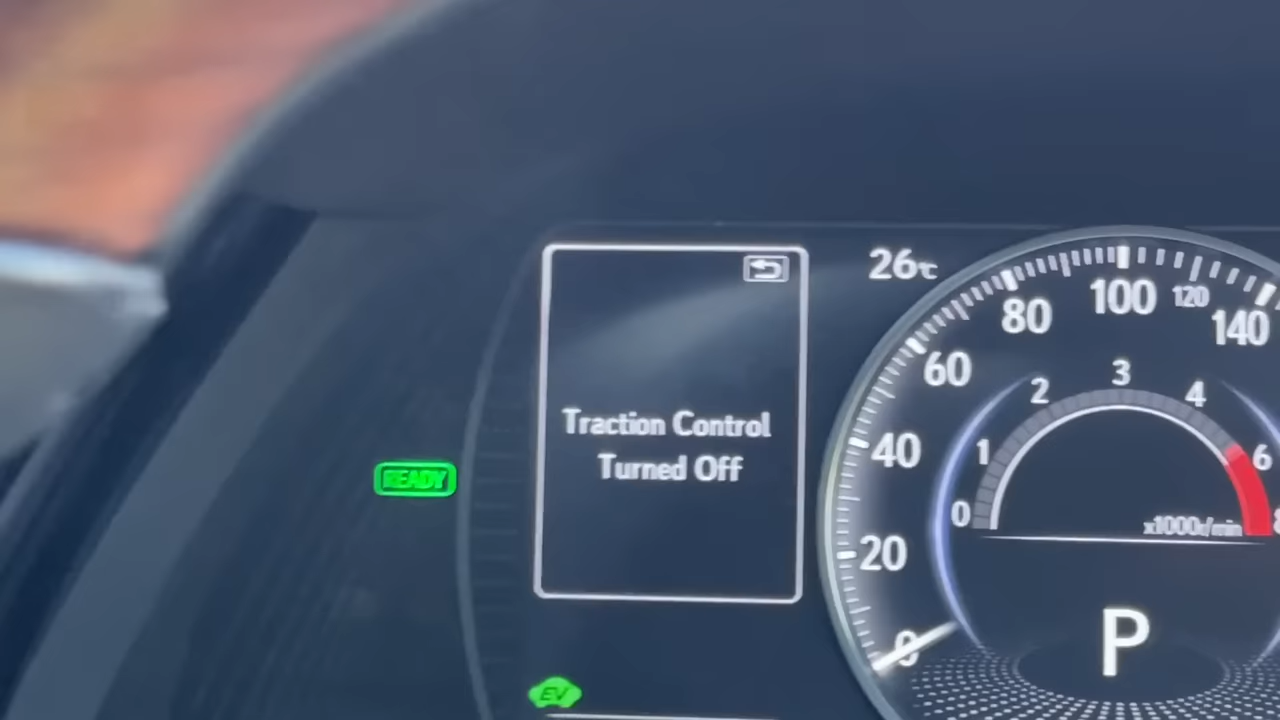 26℃
Traction Control
Turned Off
READY
EV
0
20
40
60
80
100
120
140
0
1
2
3
4
6
x1000r/min
P